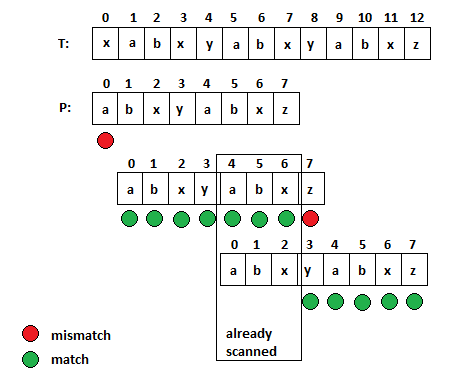 0 1 2 3 4 5 6 7 8 9 10 11 12
T: x a b x y a b x y a b x z
0 1 2 3 4 5 6 7
P: a b x y a b x z
0 1 2 3 4 5 6 7
a b x y a b x z
0 1 2 3 4 5 6 7
a b x y a b x z
already
scanned
mismatch
match